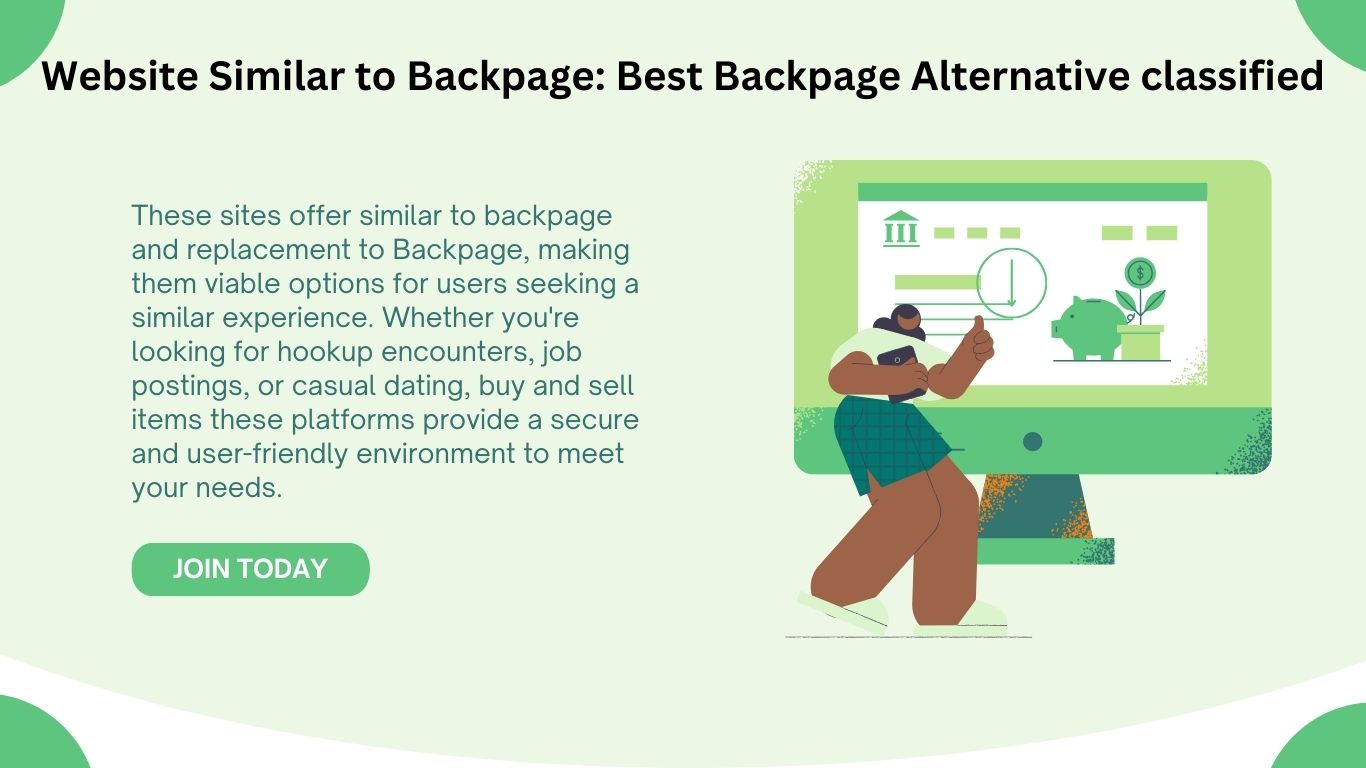 Website Similar to Backpage: Best Backpage Alternative classified
These sites offer similar to backpage
and replacement to Backpage, making
them viable options for users seeking a
similar experience. Whether you're
looking for hookup encounters, job
postings, or casual dating, buy and sell
items these platforms provide a secure
and user-friendly environment to meet
your needs.
JOIN TODAY
$